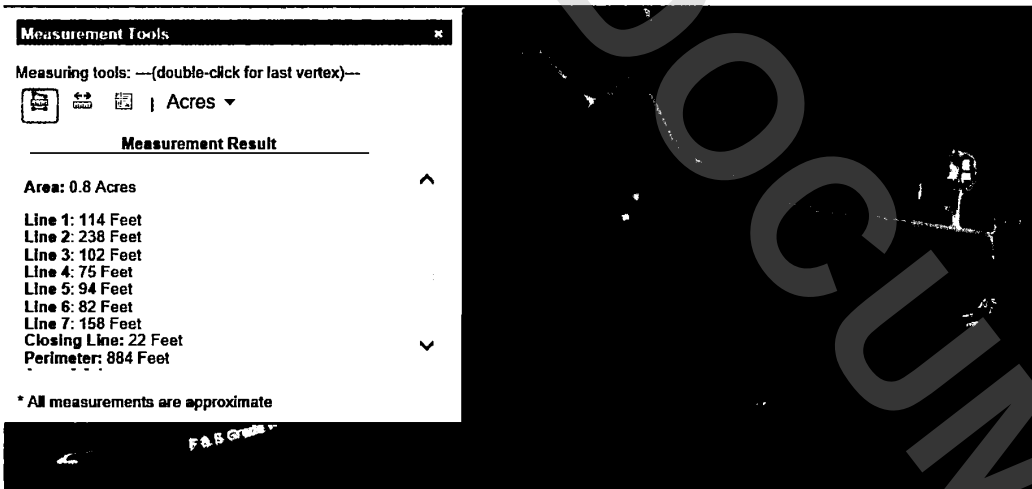 Measurement Tools ×
Measuring tools: ---(double-click for last vertex)---
| Acres
Measurement Result
Area: 0.8 Acres
Line 1: 114 Feet
Line 2: 238 Feet
Line 3: 102 Feet
Line 4: 75 Feet
Line 5: 94 Feet
Line 6: 82 Feet
Line 7: 158 Feet
Closing Line: 22 Feet
Perimeter: 884 Feet
* All measurements are approximate
F & S Grade
DOCUM